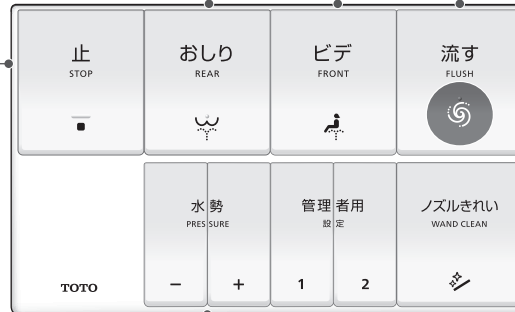 止 おしり ビデ 流す
STOP REAR FRONT FLUSH
水勢 管理者用 ノズルきれい
PRESSURE 設定 WAND CLEAN
− + 1 2
TOTO